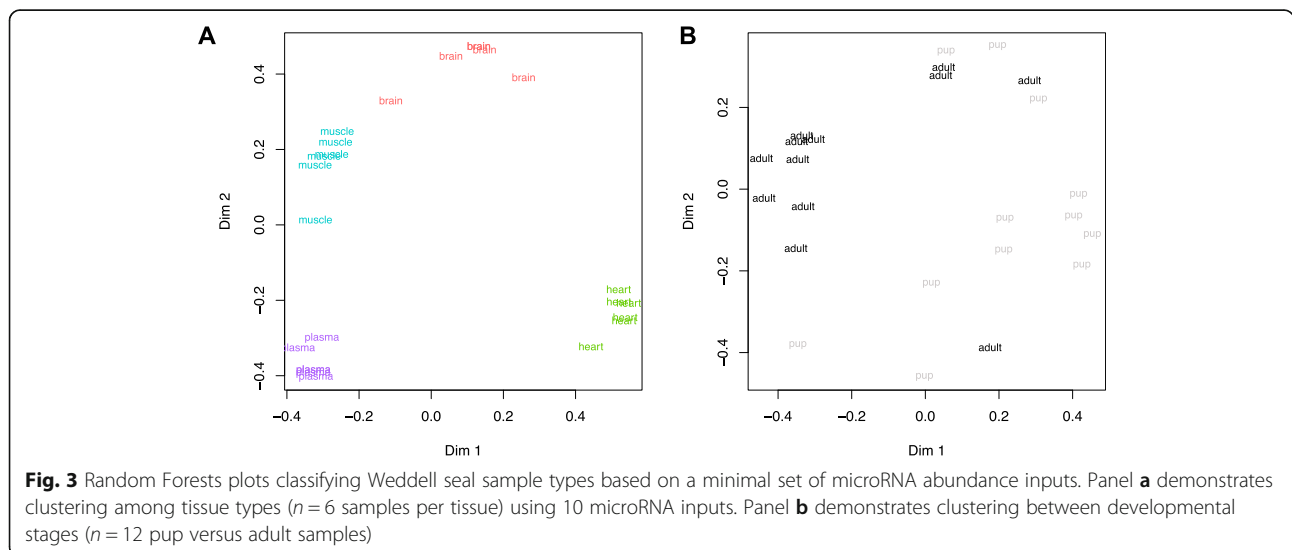 A
B
brain
brain
brain
brain
brain
muscle
muscle
muscle
muscle
muscle
muscle
heart
heart
heart
heart
heart
heart
plasma
plasma
plasma
plasma
plasma
0.4
0.2
0.0
−0.2
−0.4
Dim 2
−0.4
−0.2
0.0
0.2
0.4
Dim 1
pup
pup
adult
adult
adult
pup
adult
adult
adult
adult
adult
adult
adult
adult
pup
pup
pup
pup
pup
pup
pup
pup
adult
pup
0.2
0.0
−0.2
−0.4
Dim 2
−0.4
−0.2
0.0
0.2
0.4
Dim 1
Fig. 3 Random Forests plots classifying Weddell seal sample types based on a minimal set of microRNA abundance inputs. Panel a demonstrates
clustering among tissue types (n = 6 samples per tissue) using 10 microRNA inputs. Panel b demonstrates clustering between developmental
stages (n = 12 pup versus adult samples)